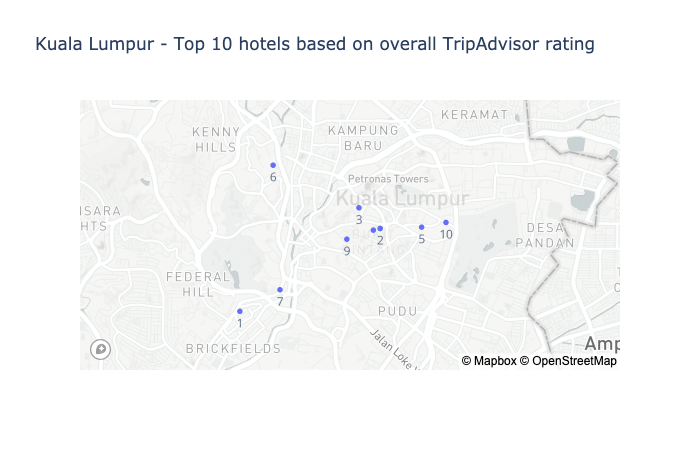 Kuala Lumpur - Top 10 hotels based on overall TripAdvisor rating
KERAMAT
KENNY
HILLS
KAMPUNG
BARU
6
Petronas Towers
Kuala Lumpur
ISARA
HTS
3
DESA
PANDAN
9
2
5
10
FEDERAL
HILL
7
1
PUDU
BRICKFIELDS
Jalan Loke
Amp
© Mapbox © OpenStreetMap